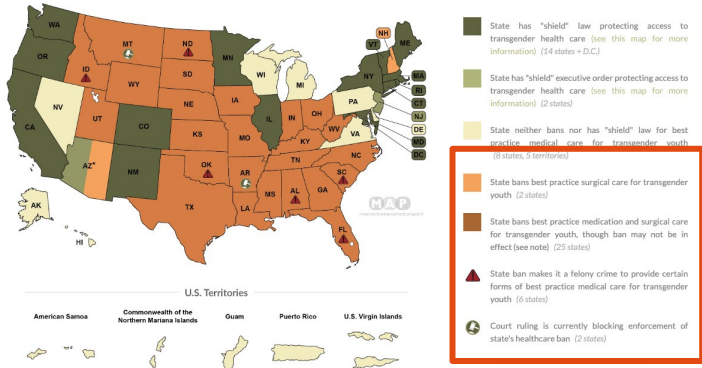 WA
OR
CA
NV
ID
MT
WY
UT
AZ*
CO
NM
ND
SD
NE
KS
OK
TX
MN
IA
MO
AR
LA
WI
IL
MI
IN
OH
KY
TN
MS
AL
GA
FL
SC
NC
VA
WV
PA
NY
VT
NH
ME
MA
RI
CT
NJ
DE
MD
DC
AK
HI
MAP
U.S. Territories
American Samoa
Commonwealth of the
Northern Mariana Islands
Guam
Puerto Rico
U.S. Virgin Islands
State has "shield" law protecting access to
transgender health care (see this map for more
information) (14 states + D.C.)
State has "shield" executive order protecting access to
transgender health care (see this map for more
information) (2 states)
State neither bans nor has "shield" law for best
practice medical care for transgender youth
(8 states, 5 territories)
State bans best practice surgical care for transgender
youth (2 states)
State bans best practice medication and surgical care
for transgender youth, though ban may not be in
effect (see note) (25 states)
State ban makes it a felony crime to provide certain
forms of best practice medical care for transgender
youth (6 states)
Court ruling is currently blocking enforcement of
state's healthcare ban (2 states)